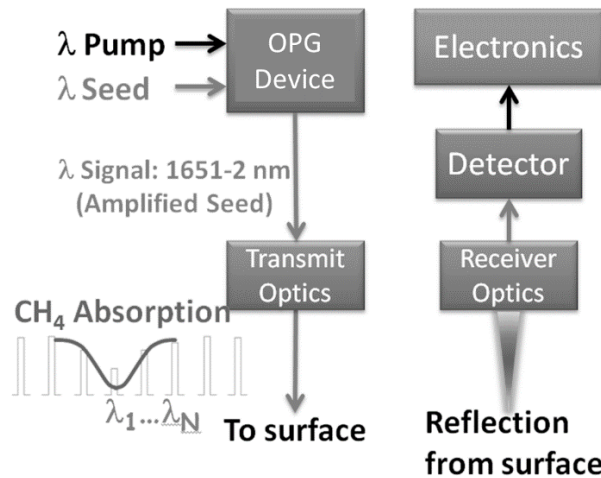 λ Pump
λ Seed
OPG
Device
λ Signal: 1651-2 nm
(Amplified Seed)
Transmit
Optics
CH₄ Absorption
λ₁...λ_N
To surface
Electronics
Detector
Receiver
Optics
Reflection
from surface